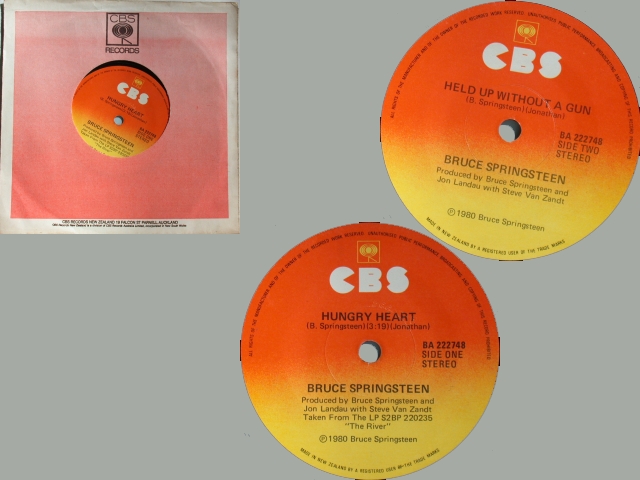 CBS
RECORDS
CBS
HUNGRY HEART
BRUCE SPRINGSTEEN
CBS RECORDS NEW ZEALAND 19 FALCON ST PARNELL AUCKLAND
CBS
HELD UP WITHOUT A GUN
(B. Springsteen)(Jonathan)
BA 222748
SIDE TWO
STEREO
BRUCE SPRINGSTEEN
Produced by Bruce Springsteen and
Jon Landau with Steve Van Zandt
℗ 1980 Bruce Springsteen
MADE IN NEW ZEALAND BY A REGISTERED USER OF THE TRADE MARKS
CBS
HUNGRY HEART
(B. Springsteen)(3:19)(Jonathan)
BA 222748
SIDE ONE
STEREO
BRUCE SPRINGSTEEN
Produced by Bruce Springsteen and
Jon Landau with Steve Van Zandt
Taken From The LP S2BP 220235
"The River"
℗ 1980 Bruce Springsteen
MADE IN NEW ZEALAND BY A REGISTERED USER OF THE TRADE MARKS